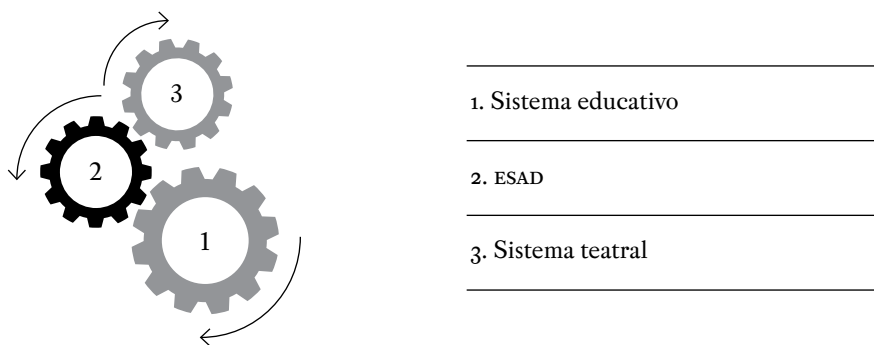 3
2
1
1. Sistema educativo
2. ESAD
3. Sistema teatral